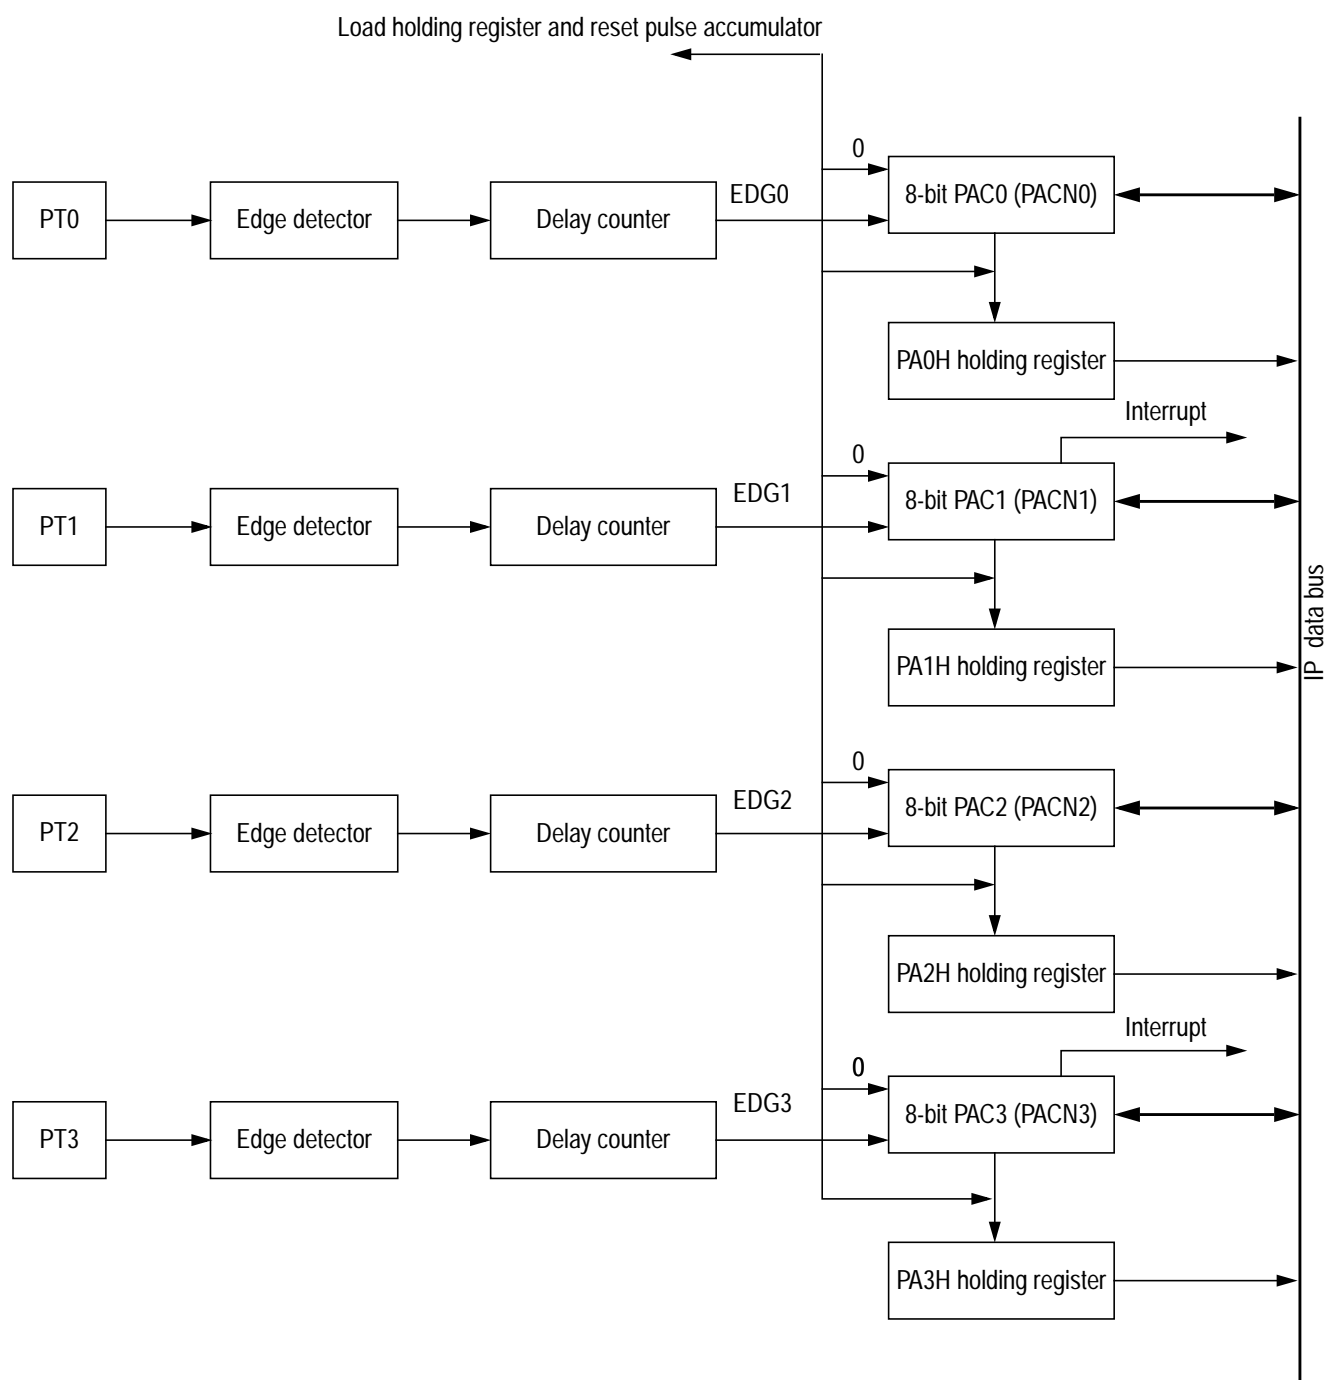 Load holding register and reset pulse accumulator
0
EDG0
8-bit PAC0 (PACN0)
PT0
Edge detector
Delay counter
PA0H holding register
Interrupt
0
EDG1
8-bit PAC1 (PACN1)
PT1
Edge detector
Delay counter
PA1H holding register
IP data bus
0
EDG2
8-bit PAC2 (PACN2)
PT2
Edge detector
Delay counter
PA2H holding register
Interrupt
0
EDG3
8-bit PAC3 (PACN3)
PT3
Edge detector
Delay counter
PA3H holding register